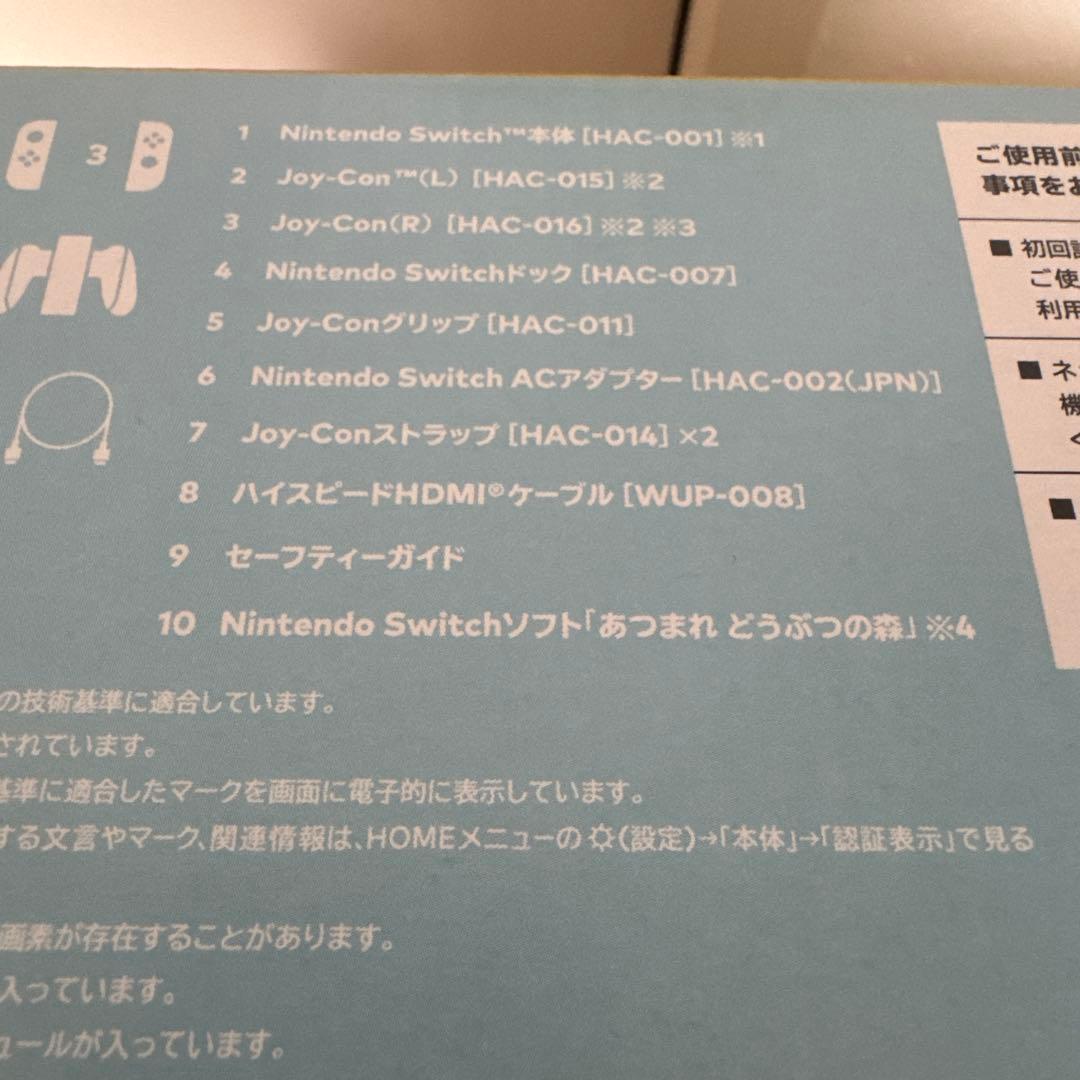 3
1 Nintendo Switch™本体 [HAC-001] ※1
2 Joy-Con™(L) [HAC-015] ※2
3 Joy-Con(R) [HAC-016] ※2 ※3
4 Nintendo Switchドック [HAC-007]
5 Joy-Conグリップ [HAC-011]
6 Nintendo Switch ACアダプター [HAC-002(JPN)]
7 Joy-Conストラップ [HAC-014] ×2
8 ハイスピードHDMI®ケーブル [WUP-008]
9 セーフティーガイド
10 Nintendo Switchソフト「あつまれ どうぶつの森」 ※4
の技術基準に適合しています。
されています。
基準に適合したマークを画面に電子的に表示しています。
する文言やマーク、関連情報は、HOMEメニューの (設定)→「本体」→「認証表示」で見る
画素が存在することがあります。
入っています。
ュールが入っています。
ご使用前
事項をお
■ 初回
ご使
利用
■ ネ
機
■